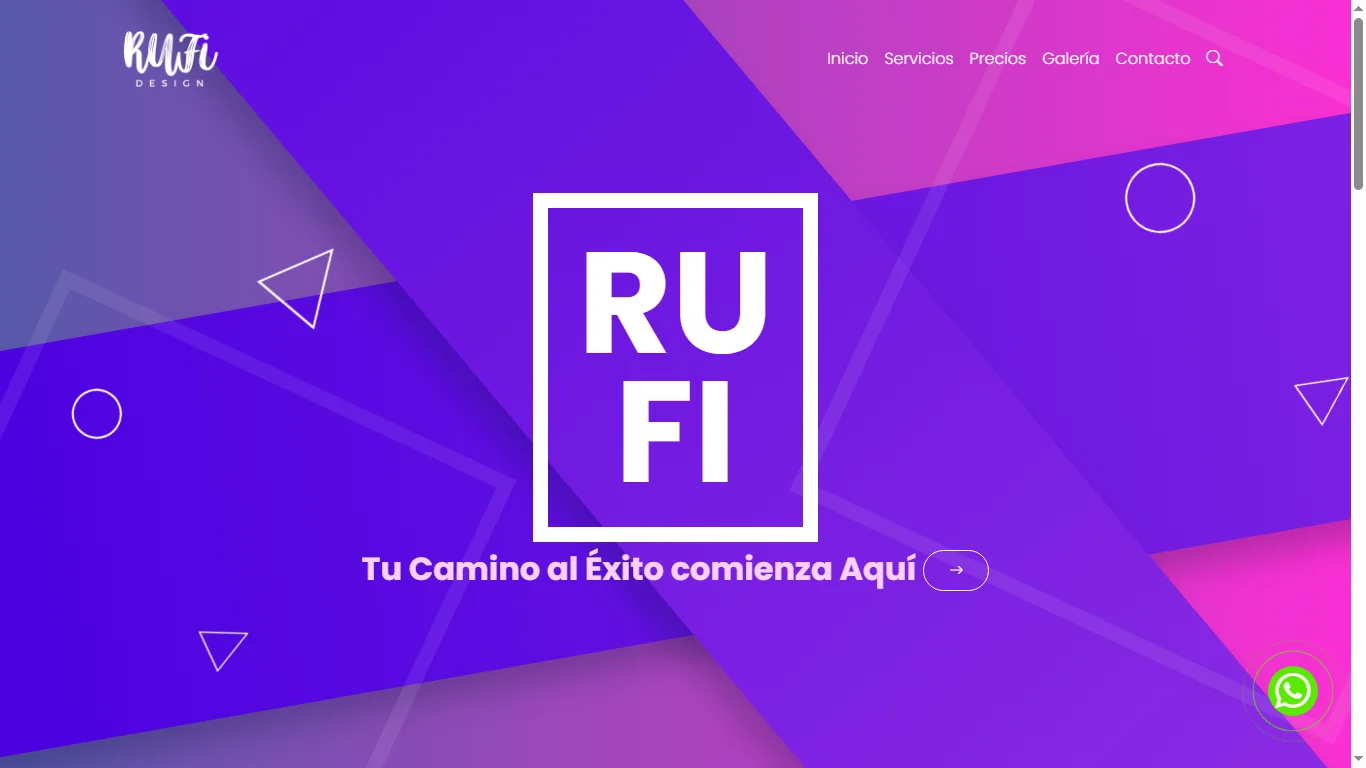 RUFi
DESIGN
Inicio Servicios Precios Galería Contacto
RU
FI
Tu Camino al Éxito comienza Aquí